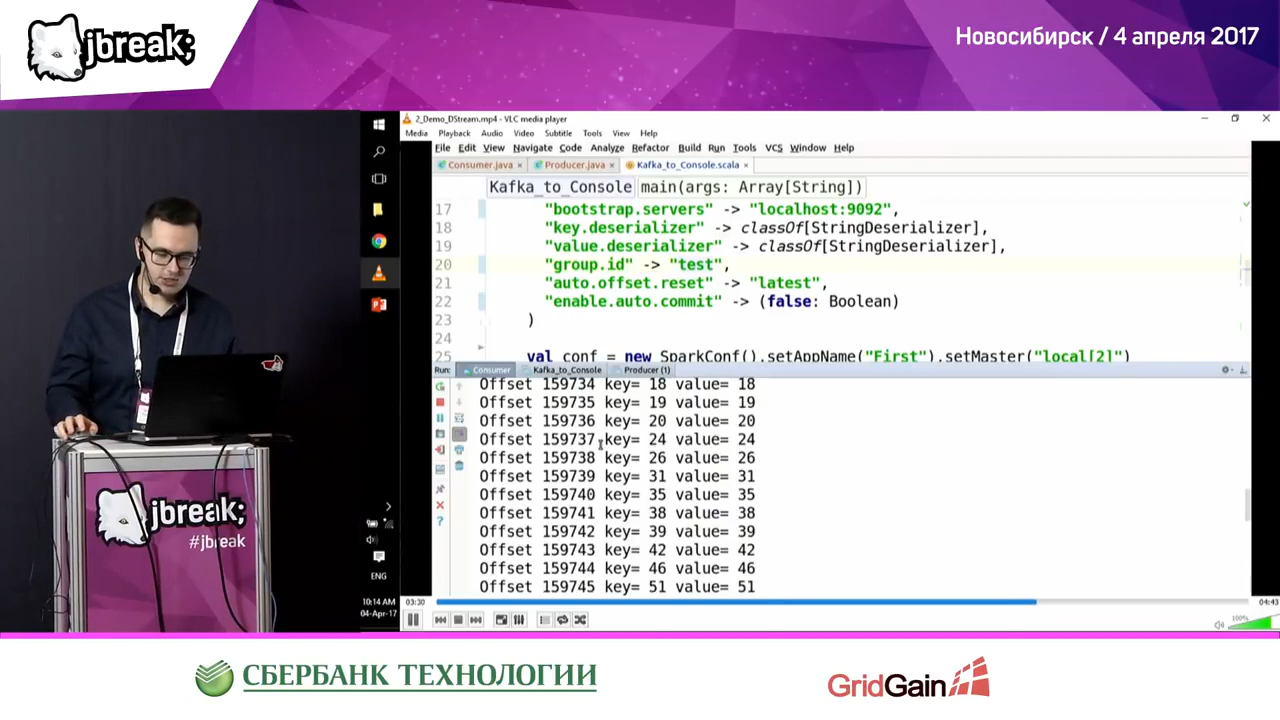 jbreak;
Новосибирск / 4 апреля 2017
2_Demo_DStream.mp4 - VLC media player
Media Playback Audio Video Subtitle Tools View Help
File Edit View Navigate Code Analyze Refactor Build Run Tools VCS Window Help
Consumer.java Producer.java Kafka_to_Console.scala
Kafka_to_Console main(args: Array[String])
17 "bootstrap.servers" -> "localhost:9092",
18 "key.deserializer" -> classOf[StringDeserializer],
19 "value.deserializer" -> classOf[StringDeserializer],
20 "group.id" -> "test",
21 "auto.offset.reset" -> "latest",
22 "enable.auto.commit" -> (false: Boolean)
23 )
24
25 val conf = new SparkConf().setAppName("First").setMaster("local[2]")
Run: Consumer Kafka_to_Console Producer (1)
Offset 159734 key= 18 value= 18
Offset 159735 key= 19 value= 19
Offset 159736 key= 20 value= 20
Offset 159737 key= 24 value= 24
Offset 159738 key= 26 value= 26
Offset 159739 key= 31 value= 31
Offset 159740 key= 35 value= 35
Offset 159741 key= 38 value= 38
Offset 159742 key= 39 value= 39
Offset 159743 key= 42 value= 42
Offset 159744 key= 46 value= 46
Offset 159745 key= 51 value= 51
03:30 04:43
100%
ENG
10:14 AM
04-Apr-17
jbreak;
#jbreak
СБЕРБАНК ТЕХНОЛОГИИ
GridGain